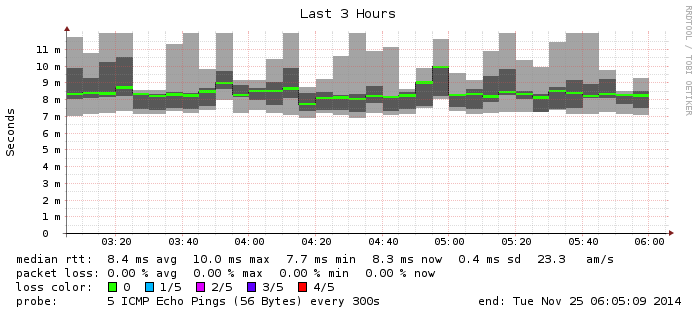 Last 3 Hours
RRDTOOL / TOBI OETIKER
Seconds
11 m
10 m
9 m
8 m
7 m
6 m
5 m
4 m
3 m
2 m
1 m
0
03:20 03:40 04:00 04:20 04:40 05:00 05:20 05:40 06:00
median rtt: 8.4 ms avg 10.0 ms max 7.7 ms min 8.3 ms now 0.4 ms sd 23.3 am/s
packet loss: 0.00 % avg 0.00 % max 0.00 % min 0.00 % now
loss color: 0 1/5 2/5 3/5 4/5
probe: 5 ICMP Echo Pings (56 Bytes) every 300s end: Tue Nov 25 06:05:09 2014